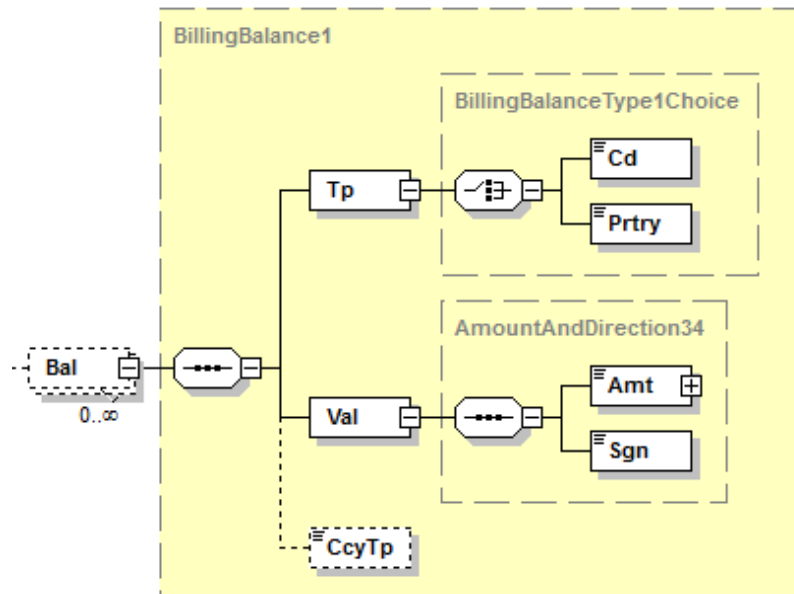 BillingBalance1
BillingBalanceType1Choice
Cd
Tp
Prtry
AmountAndDirection34
Bal
0..∞
Amt
Val
Sgn
CcyTp